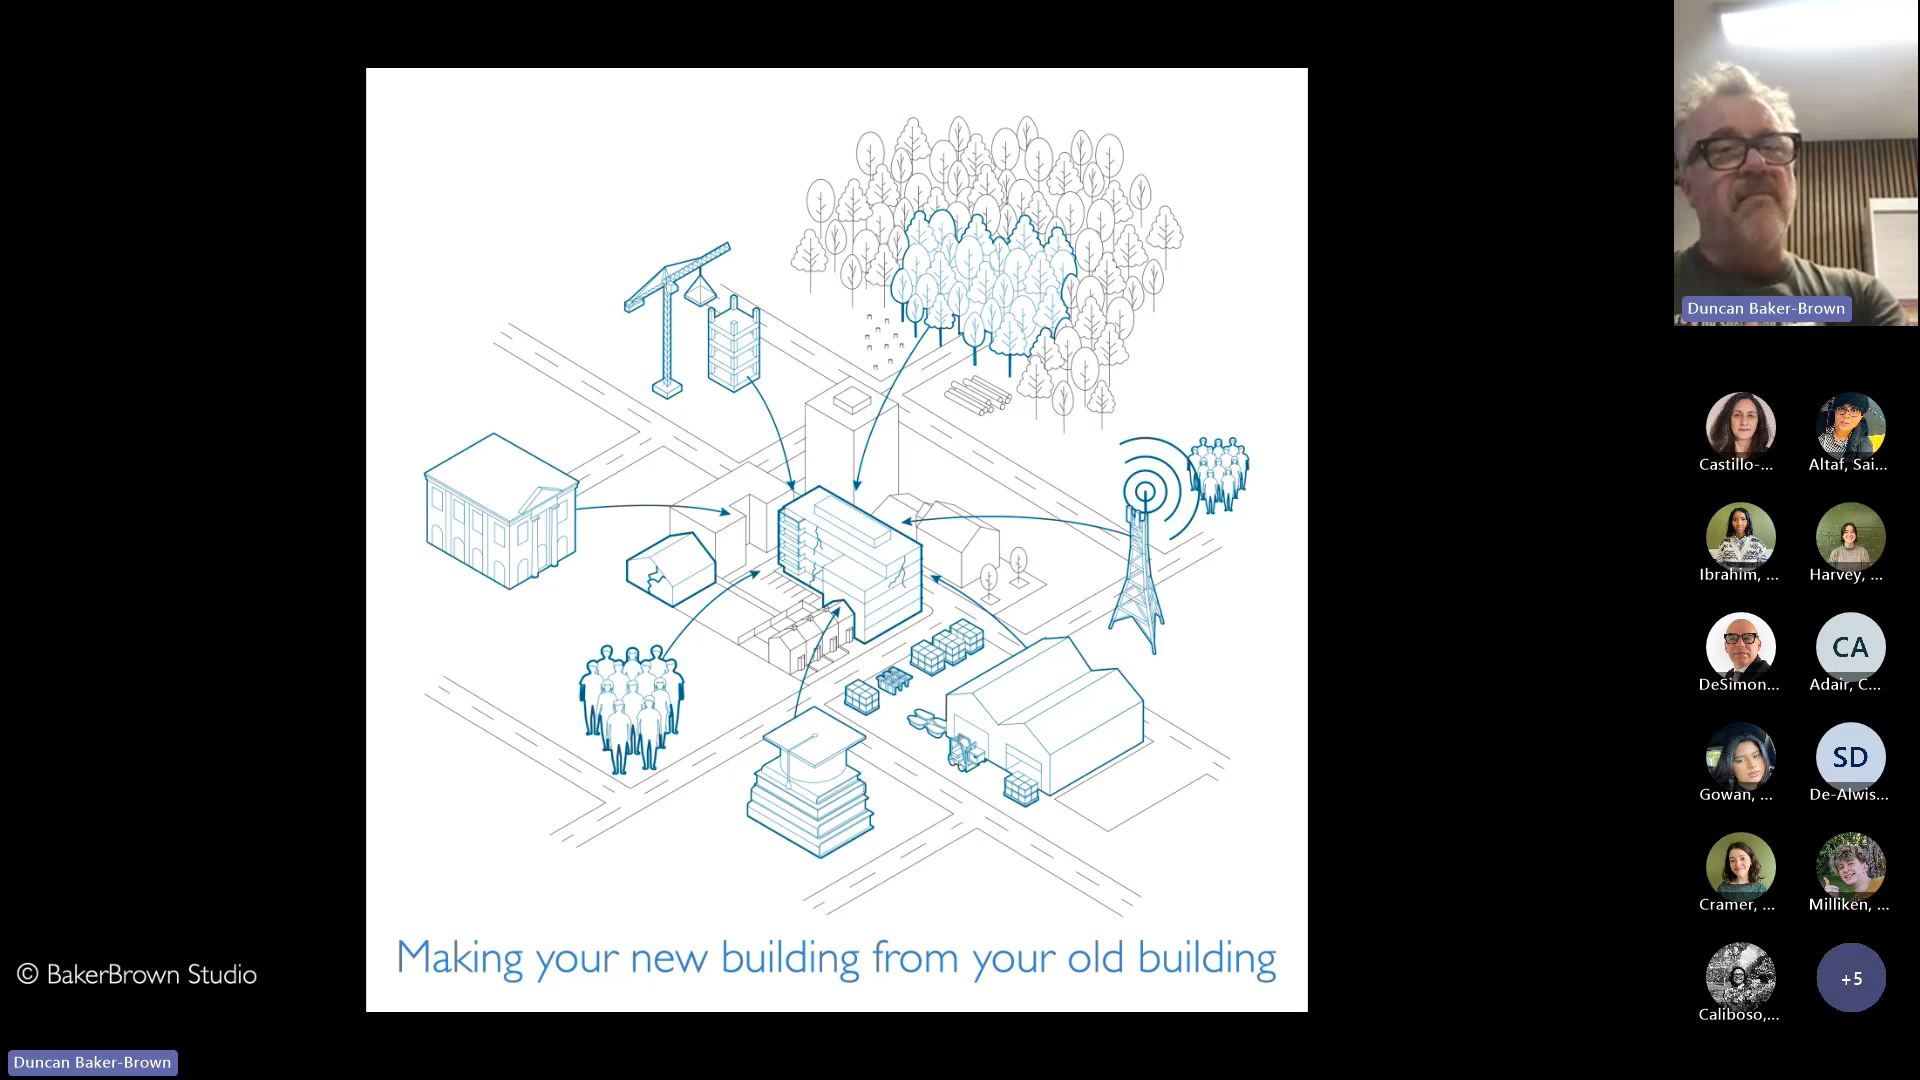 Making your new building from your old building
© BakerBrown Studio
Duncan Baker-Brown
Duncan Baker-Brown
Castillo-...
Altaf, Sai...
Ibrahim, ...
Harvey, ...
DeSimon...
CA
Adair, C...
Gowan, ...
SD
De-Alwis...
Cramer, ...
Milliken, ...
Caliboso,...
+5